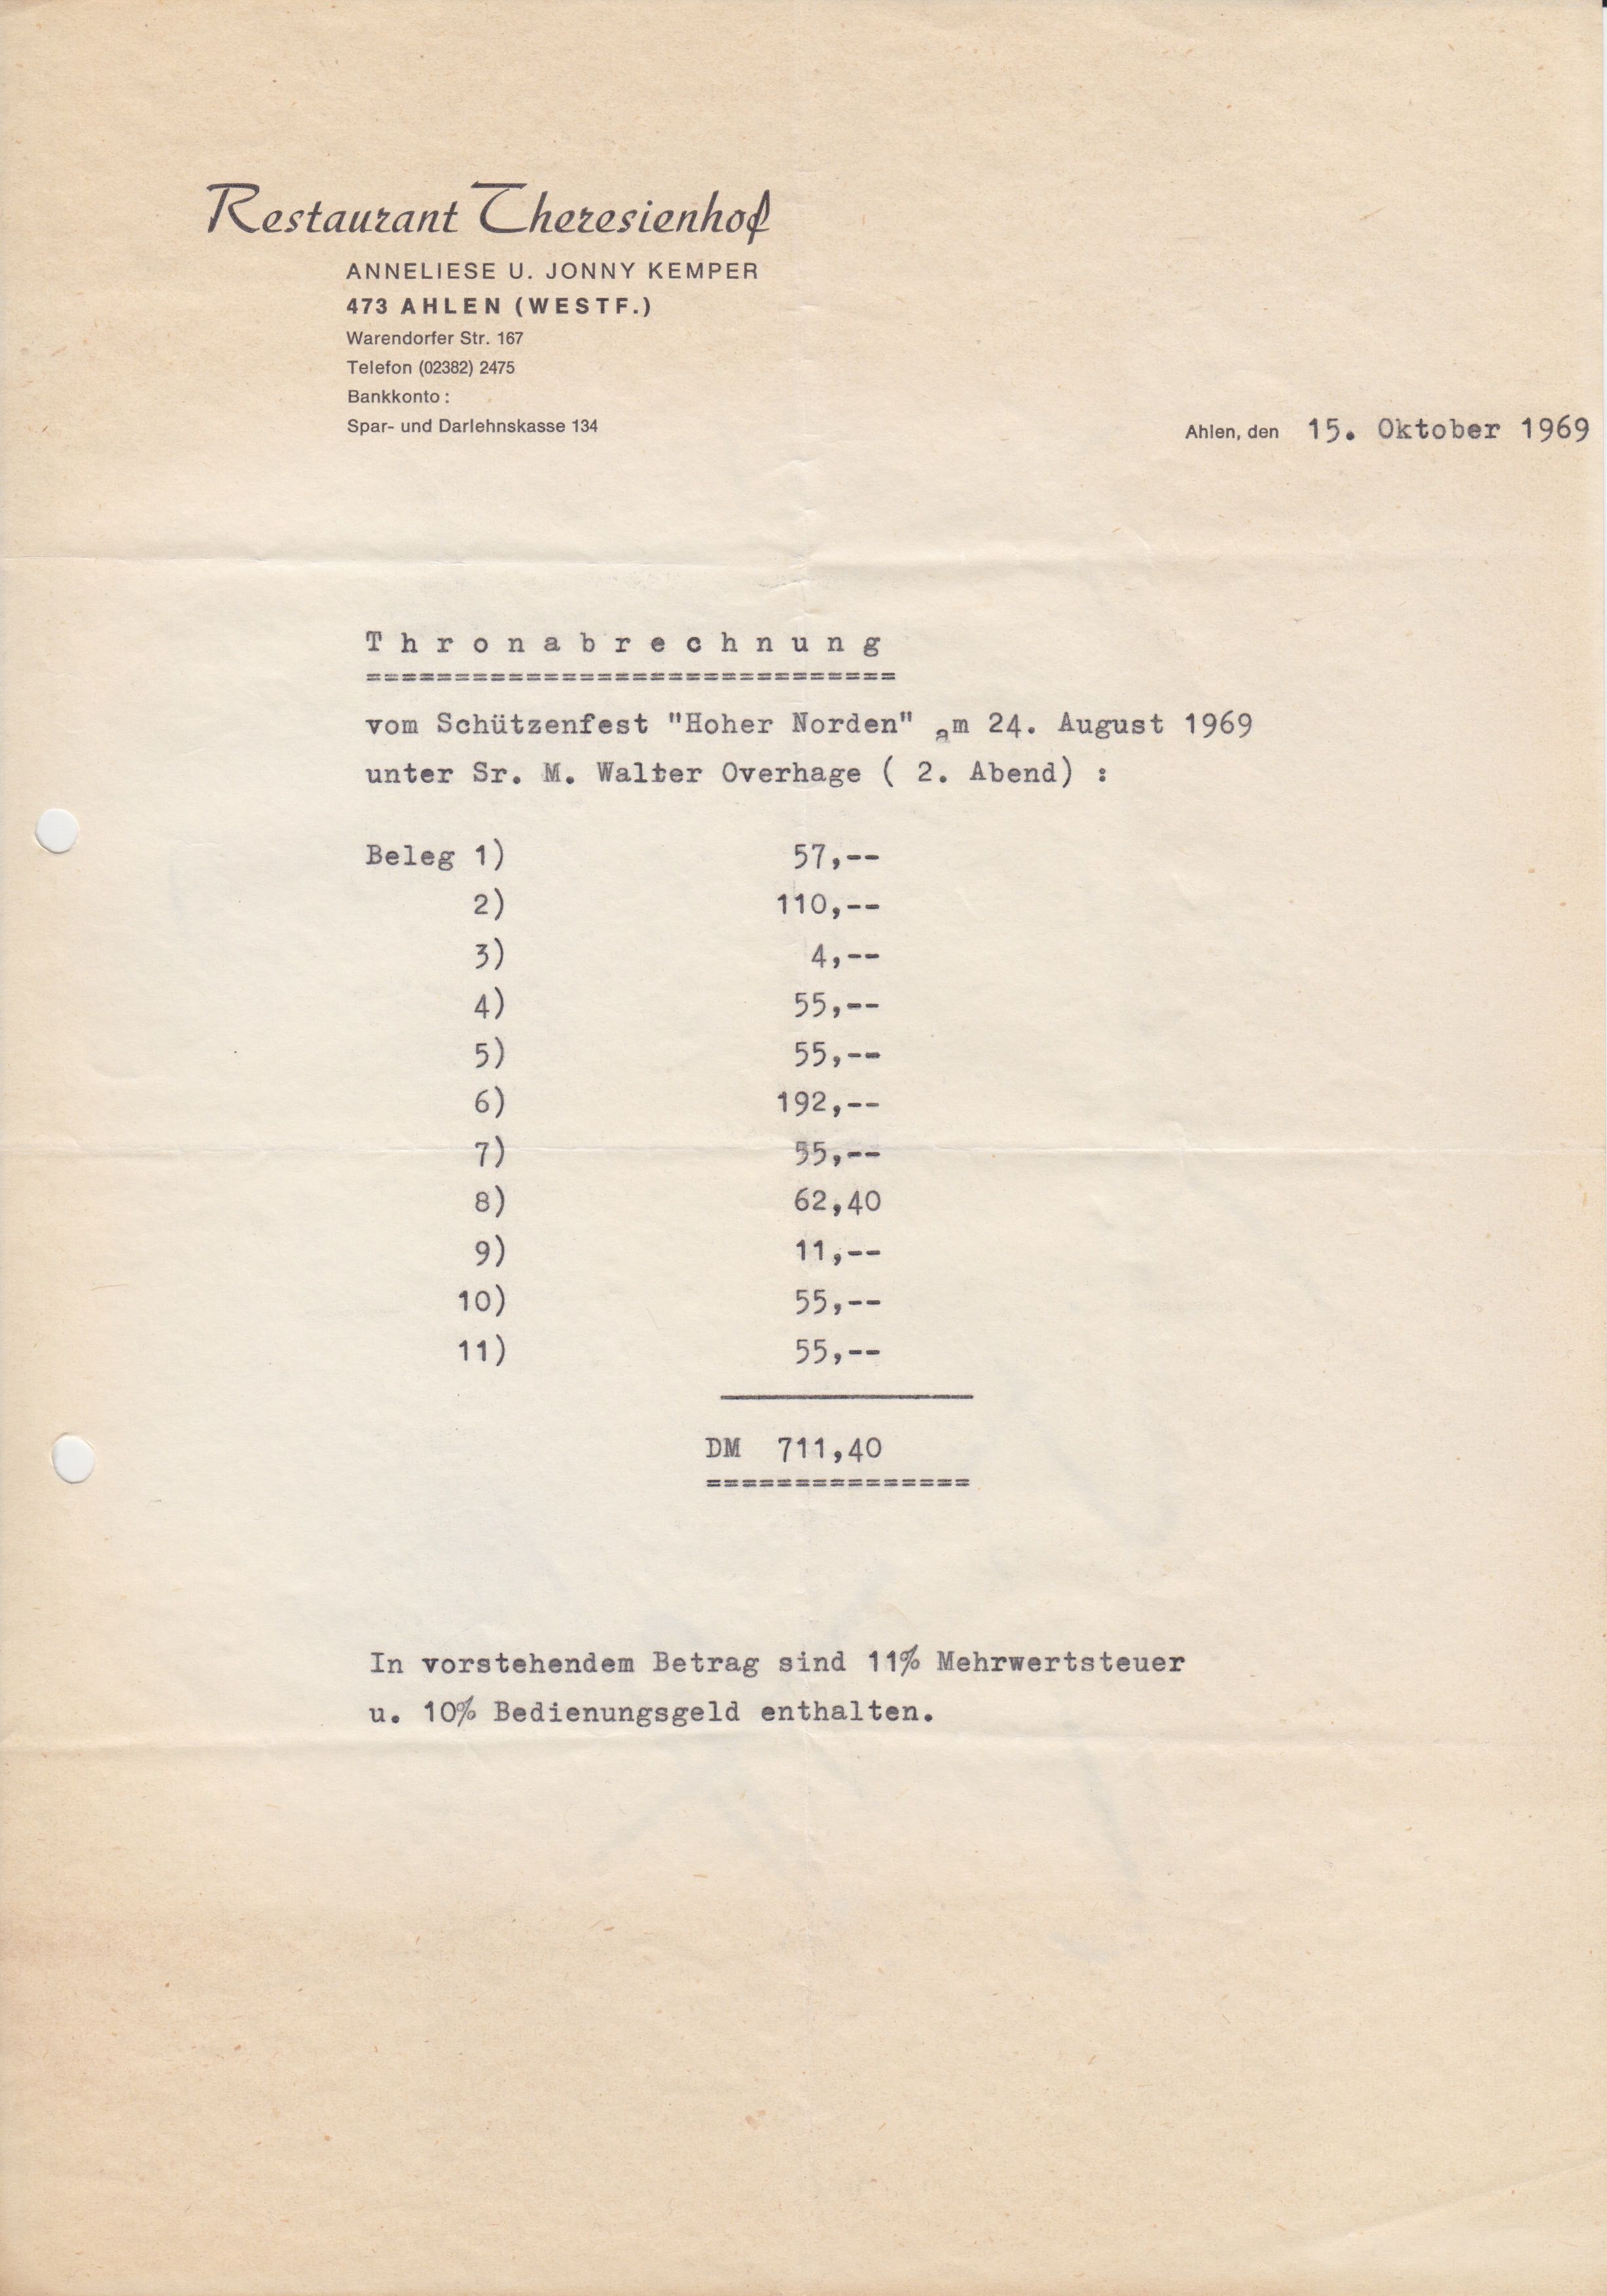 Restaurant Theresienhof
ANNELIESE U. JONNY KEMPER
473 AHLEN (WESTF.)
Warendorfer Str. 167
Telefon (02382) 2475
Bankkonto :
Spar- und Darlehnskasse 134
Ahlen, den 15. Oktober 1969
T h r o n a b r e c h n u n g
==============================
vom Schützenfest "Hoher Norden" am 24. August 1969
unter Sr. M. Walter Overhage ( 2. Abend) :
Beleg 1) 57,--
2) 110,--
3) 4,--
4) 55,--
5) 55,--
6) 192,--
7) 55,--
8) 62,40
9) 11,--
10) 55,--
11) 55,--
DM 711,40
===============
In vorstehendem Betrag sind 11% Mehrwertsteuer
u. 10% Bedienungsgeld enthalten.